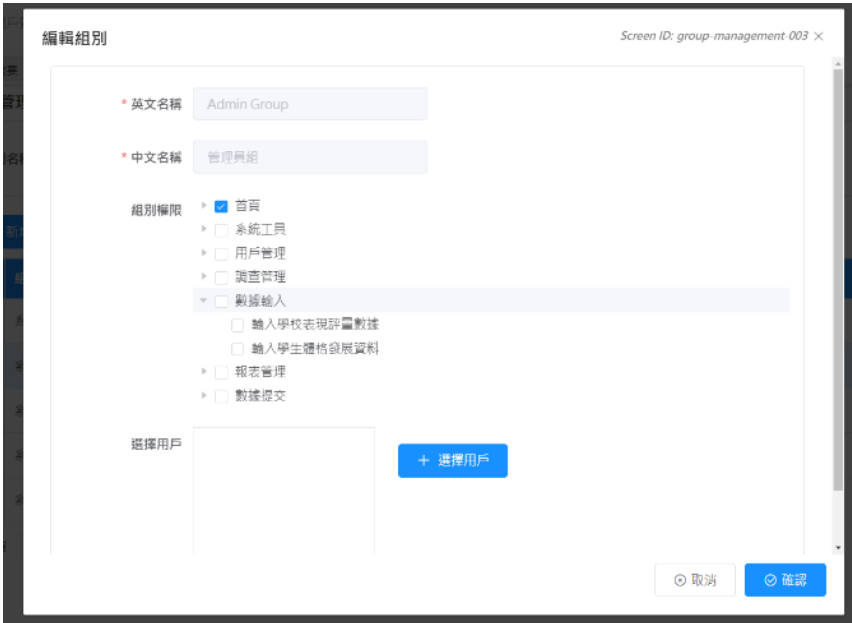 編輯組別
Screen ID: group-management-003
* 英文名稱 Admin Group
* 中文名稱 管理員組
組別權限 首頁
系統工具
用戶管理
調查管理
數據輸入
輸入學校表現評量數據
輸入學生體格發展資料
報表管理
數據提交
選擇用戶
+ 選擇用戶
取消
確認